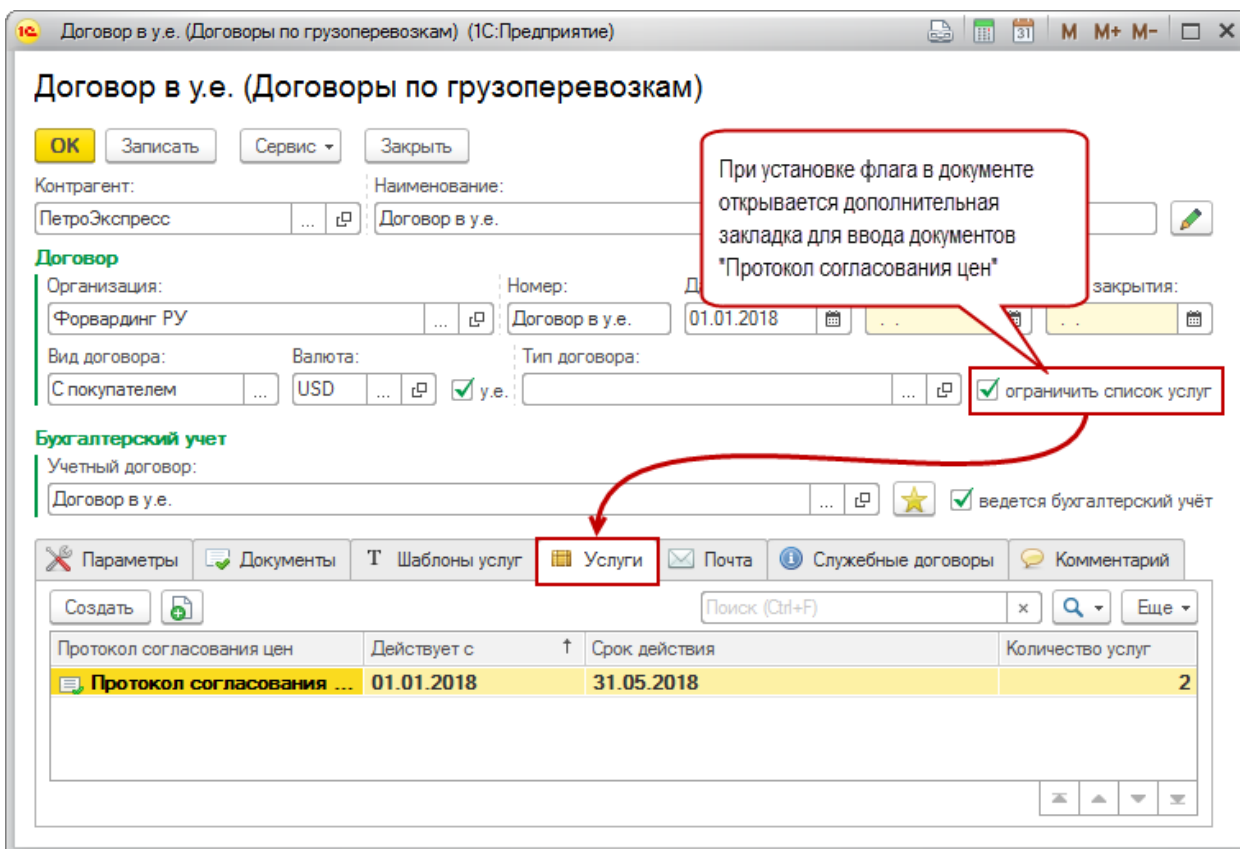 1С Договор в у.е. (Договоры по грузоперевозкам) (1С:Предприятие) 31 M M+ M-
Договор в у.е. (Договоры по грузоперевозкам)
ОК Записать Сервис Закрыть
При установке флага в документе
открывается дополнительная
закладка для ввода документов
"Протокол согласования цен"
Контрагент: Наименование:
ПетроЭкспресс ... Договор в у.е.
Договор
Организация: Номер: закрытия:
Форвардинг РУ ... Договор в у.е. 01.01.2018 . . . .
Вид договора: Валюта: Тип договора:
С покупателем ... USD ... у.е. ... ограничить список услуг
Бухгалтерский учет
Учетный договор:
Договор в у.е. ... ведется бухгалтерский учёт
Параметры Документы T Шаблоны услуг Услуги Почта Служебные договоры Комментарий
Создать Поиск (Ctrl+F) × Еще
Протокол согласования цен Действует с ↑ Срок действия Количество услуг
Протокол согласования ... 01.01.2018 31.05.2018 2